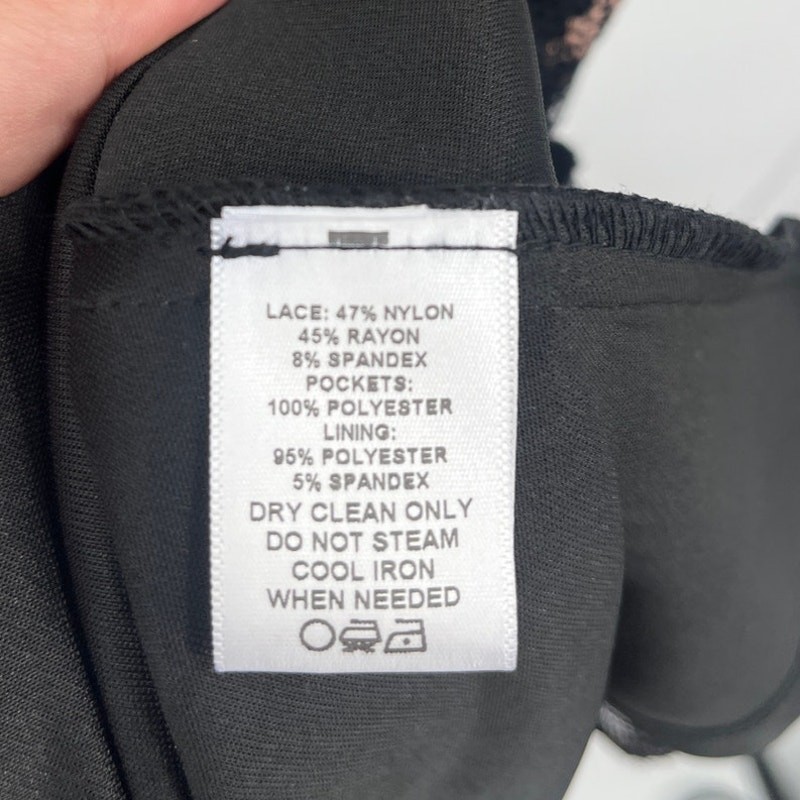 LACE: 47% NYLON
45% RAYON
8% SPANDEX
POCKETS:
100% POLYESTER
LINING:
95% POLYESTER
5% SPANDEX
DRY CLEAN ONLY
DO NOT STEAM
COOL IRON
WHEN NEEDED